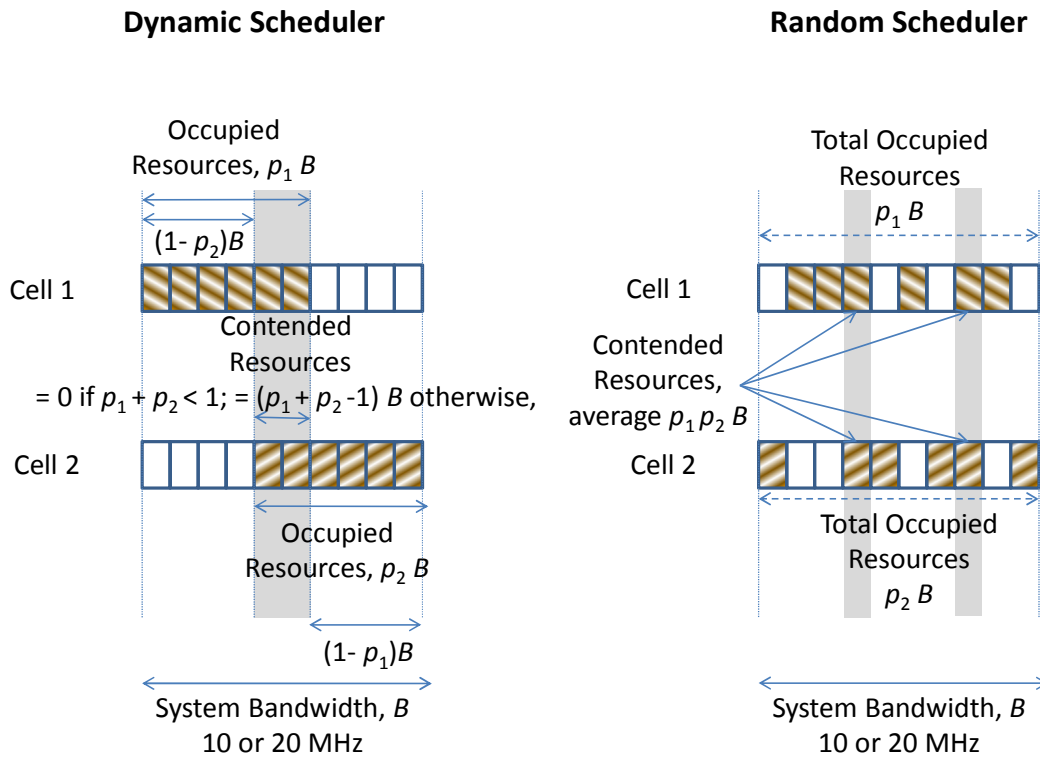 Dynamic Scheduler
Occupied
Resources, p1 B
(1- p2)B
Cell 1
Contended
Resources
= 0 if p1 + p2 < 1; = (p1 + p2 -1) B otherwise,
Cell 2
Occupied
Resources, p2 B
(1- p1)B
System Bandwidth, B
10 or 20 MHz
Random Scheduler
Total Occupied
Resources
p1 B
Cell 1
Contended
Resources,
average p1 p2 B
Cell 2
Total Occupied
Resources
p2 B
System Bandwidth, B
10 or 20 MHz